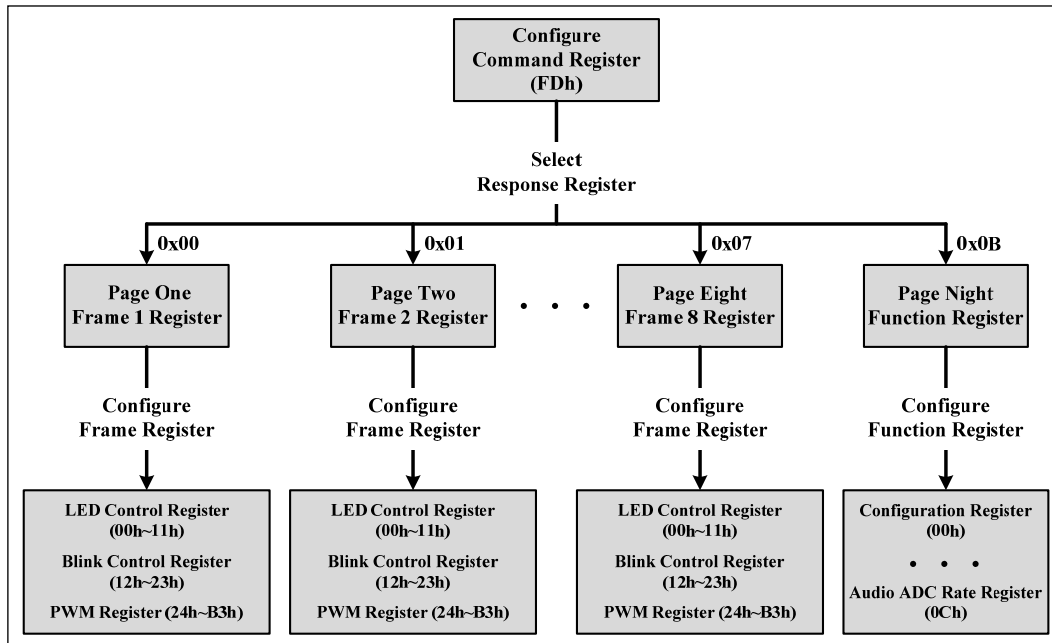 Configure
Command Register
(FDh)
Select
Response Register
0x00
0x01
0x07
0x0B
Page One
Frame 1 Register
Page Two
Frame 2 Register
. . .
Page Eight
Frame 8 Register
Page Night
Function Register
Configure
Frame Register
Configure
Frame Register
Configure
Frame Register
Configure
Function Register
LED Control Register
(00h~11h)
Blink Control Register
(12h~23h)
PWM Register (24h~B3h)
LED Control Register
(00h~11h)
Blink Control Register
(12h~23h)
PWM Register (24h~B3h)
LED Control Register
(00h~11h)
Blink Control Register
(12h~23h)
PWM Register (24h~B3h)
Configuration Register
(00h)
. . .
Audio ADC Rate Register
(0Ch)